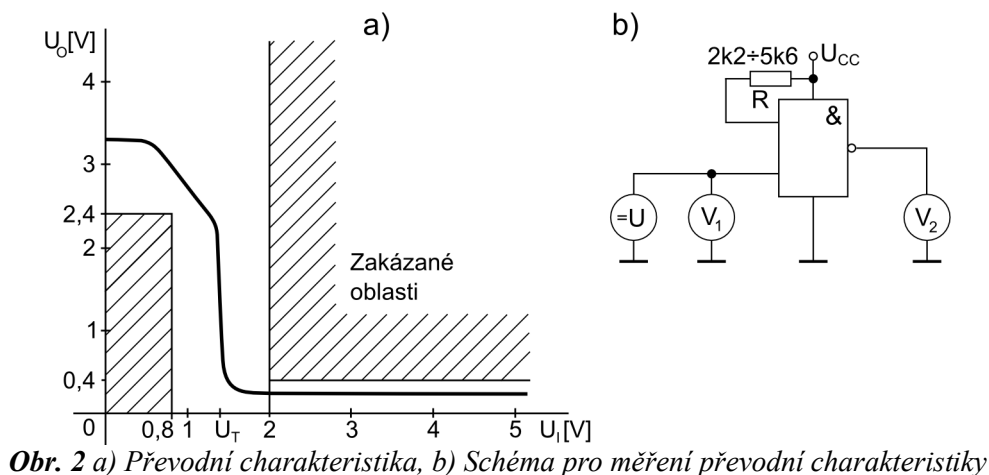 a)
U_O[V]
4
3
2,4
2
1
0,4
0
0,8
1
U_T
2
3
4
5
U_I[V]
Zakázané
oblasti
b)
2k2÷5k6
U_CC
R
&
=U
V_1
V_2
Obr. 2 a) Převodní charakteristika, b) Schéma pro měření převodní charakteristiky